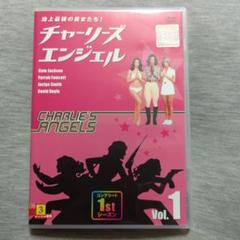 地上最強の美女たち!
チャーリーズ
エンジェル
Kate Jackson
Farrah Fawcett
Jaclyn Smith
David Doyle
CHARLIE'S
ANGELS
コンプリート
1st
シーズン
Vol.1
3